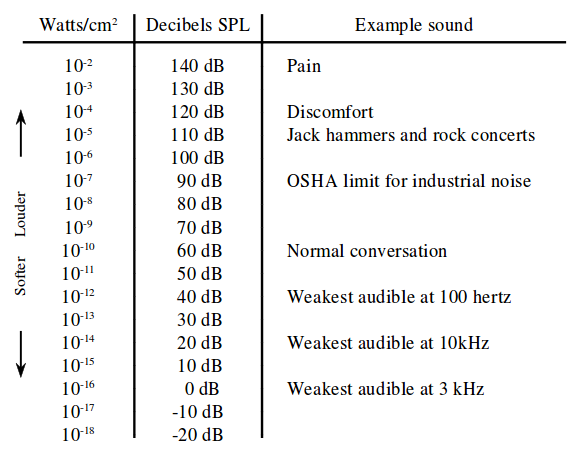 Watts/cm² Decibels SPL Example sound
10⁻² 140 dB Pain
10⁻³ 130 dB
10⁻⁴ 120 dB Discomfort
10⁻⁵ 110 dB Jack hammers and rock concerts
10⁻⁶ 100 dB
10⁻⁷ 90 dB OSHA limit for industrial noise
10⁻⁸ 80 dB
10⁻⁹ 70 dB
10⁻¹⁰ 60 dB Normal conversation
10⁻¹¹ 50 dB
10⁻¹² 40 dB Weakest audible at 100 hertz
10⁻¹³ 30 dB
10⁻¹⁴ 20 dB Weakest audible at 10kHz
10⁻¹⁵ 10 dB
10⁻¹⁶ 0 dB Weakest audible at 3 kHz
10⁻¹⁷ -10 dB
10⁻¹⁸ -20 dB
Softer Louder